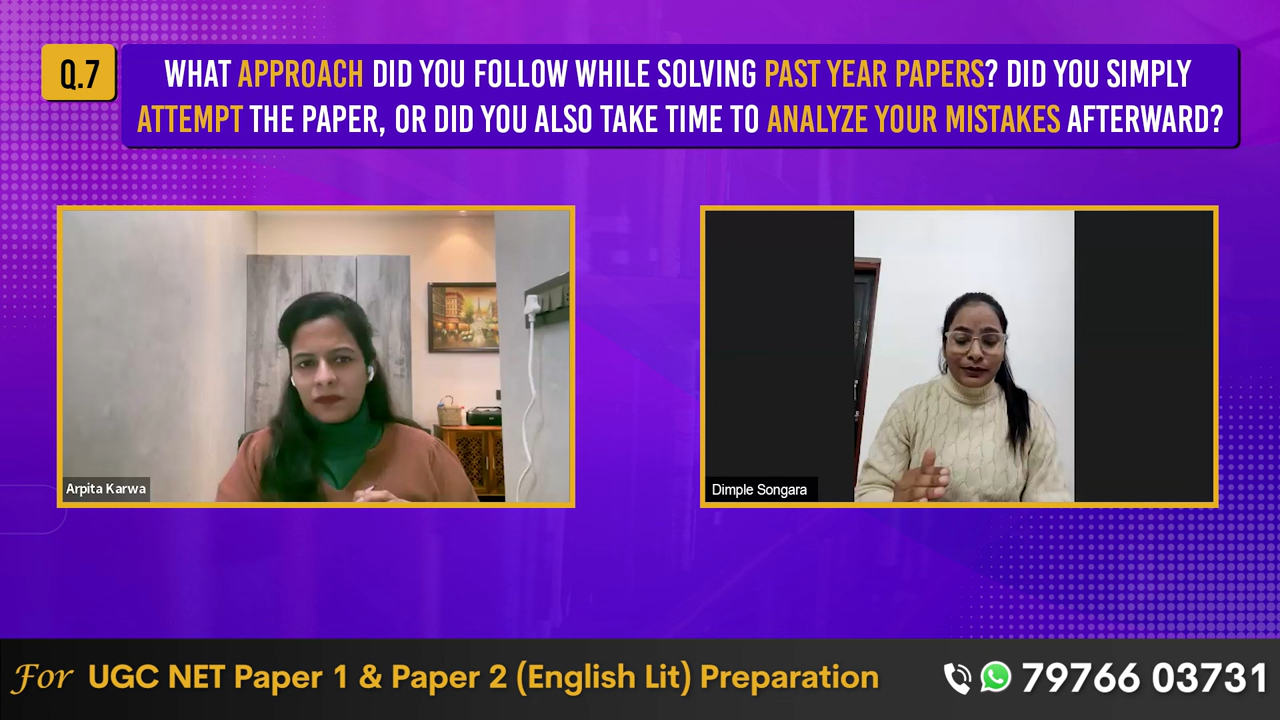 Q.7
WHAT APPROACH DID YOU FOLLOW WHILE SOLVING PAST YEAR PAPERS? DID YOU SIMPLY
ATTEMPT THE PAPER, OR DID YOU ALSO TAKE TIME TO ANALYZE YOUR MISTAKES AFTERWARD?
Arpita Karwa
Dimple Songara
For UGC NET Paper 1 & Paper 2 (English Lit) Preparation
79766 03731